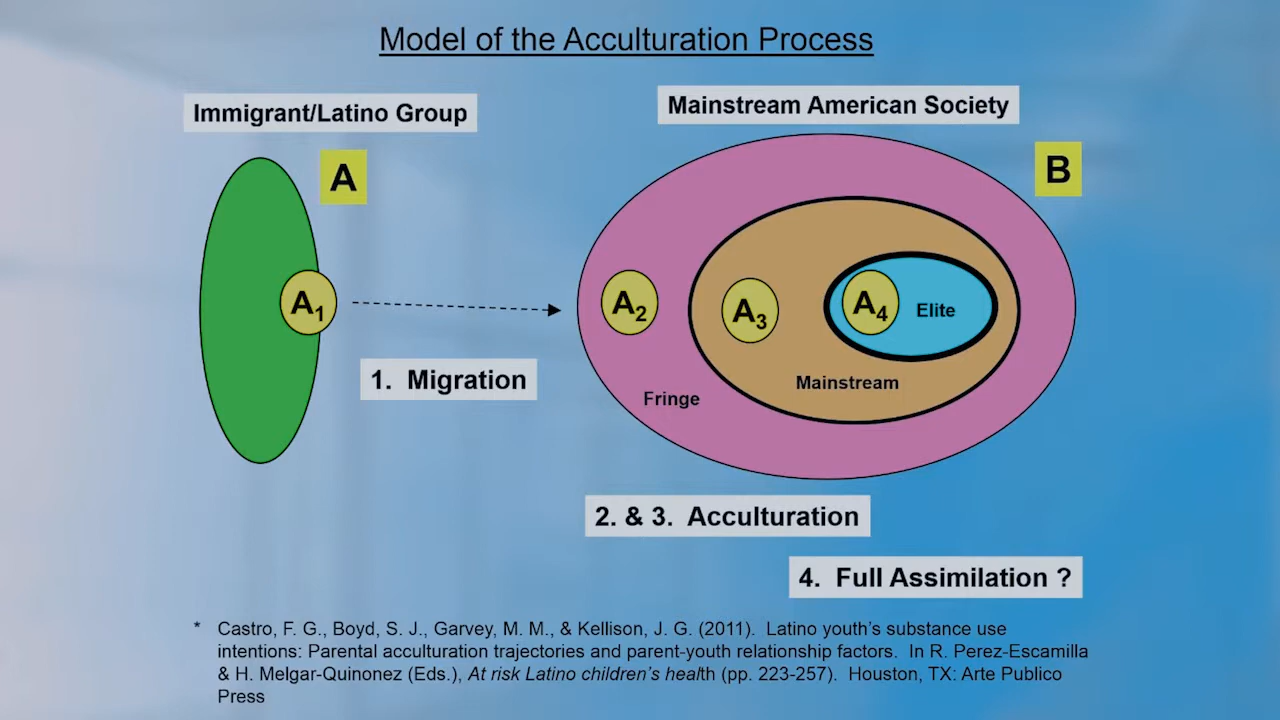 Model of the Acculturation Process
Immigrant/Latino Group
Mainstream American Society
A
B
A1
A2
A3
A4
Elite
1. Migration
Mainstream
Fringe
2. & 3. Acculturation
4. Full Assimilation ?
* Castro, F. G., Boyd, S. J., Garvey, M. M., & Kellison, J. G. (2011). Latino youth's substance use
intentions: Parental acculturation trajectories and parent-youth relationship factors. In R. Perez-Escamilla
& H. Melgar-Quinonez (Eds.), At risk Latino children's health (pp. 223-257). Houston, TX: Arte Publico
Press